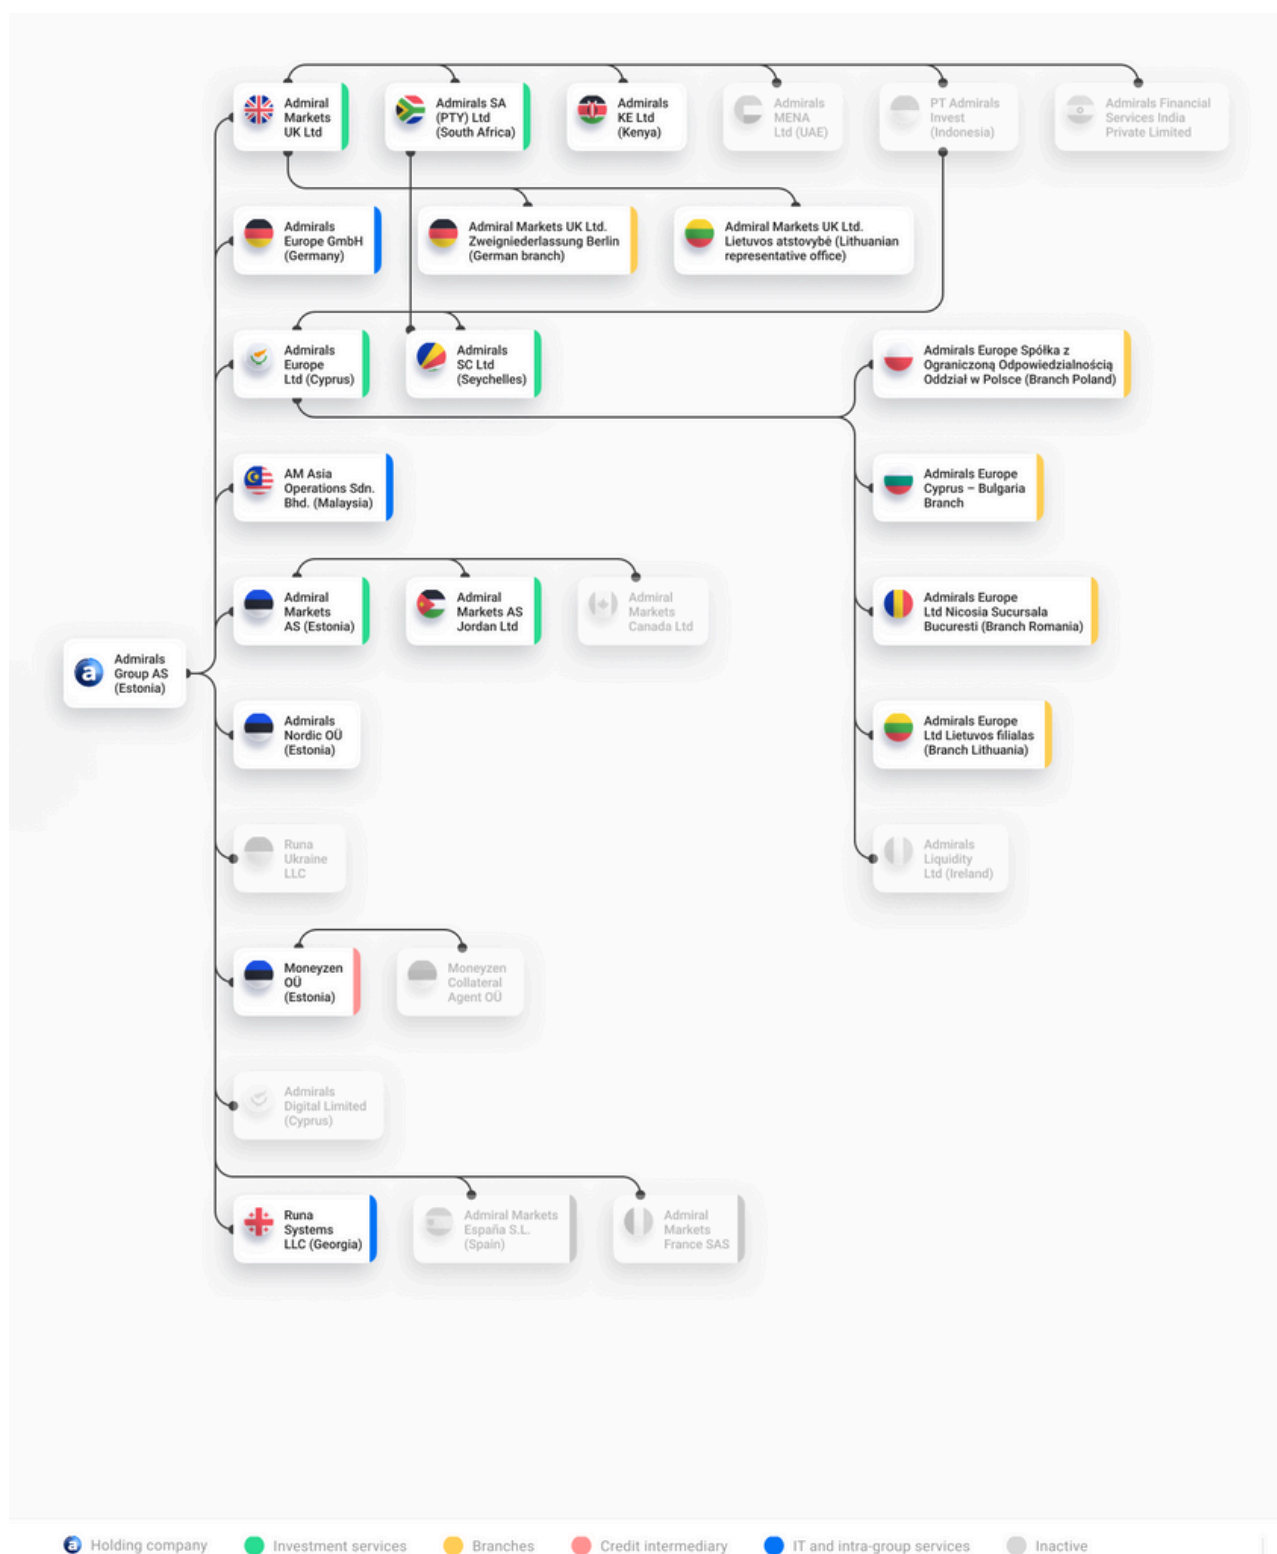 Admiral
Markets
UK Ltd
Admirals SA
(PTY) Ltd
(South Africa)
Admirals
KE Ltd
(Kenya)
Admirals
MENA
Ltd (UAE)
PT Admirals
Invest
(Indonesia)
Admirals Financial
Services India
Private Limited
Admirals
Europe GmbH
(Germany)
Admiral Markets UK Ltd.
Zweigniederlassung Berlin
(German branch)
Admiral Markets UK Ltd.
Lietuvos atstovybė (Lithuanian
representative office)
Admirals
Europe
Ltd (Cyprus)
Admirals
SC Ltd
(Seychelles)
Admirals Europe Spółka z
Ograniczoną Odpowiedzialnością
Oddział w Polsce (Branch Poland)
AM Asia
Operations Sdn.
Bhd. (Malaysia)
Admirals Europe
Cyprus – Bulgaria
Branch
Admiral
Markets
AS (Estonia)
Admiral
Markets AS
Jordan Ltd
Admiral
Markets
Canada Ltd
Admirals Europe
Ltd Nicosia Sucursala
Bucuresti (Branch Romania)
a
Admirals
Group AS
(Estonia)
Admirals
Nordic OÜ
(Estonia)
Admirals Europe
Ltd Lietuvos filialas
(Branch Lithuania)
Runa
Ukraine
LLC
Admirals
Liquidity
Ltd (Ireland)
Moneyzen
OÜ
(Estonia)
Moneyzen
Collateral
Agent OÜ
Admirals
Digital Limited
(Cyprus)
Runa
Systems
LLC (Georgia)
Admiral Markets
España S.L.
(Spain)
Admiral
Markets
France SAS
a Holding company
Investment services
Branches
Credit intermediary
IT and intra-group services
Inactive